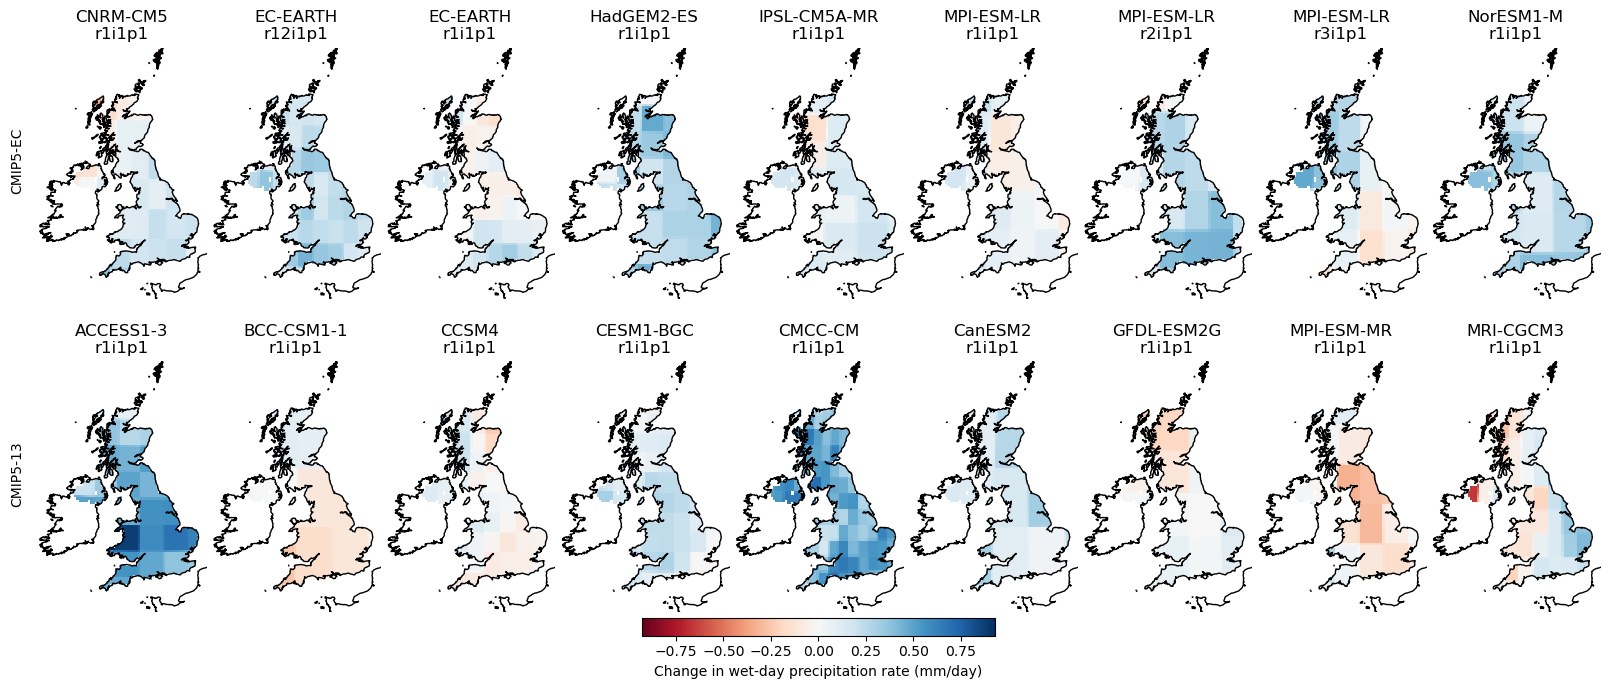 CNRM-CM5 EC-EARTH EC-EARTH HadGEM2-ES IPSL-CM5A-MR MPI-ESM-LR MPI-ESM-LR MPI-ESM-LR NorESM1-M
r1i1p1 r12i1p1 r1i1p1 r1i1p1 r1i1p1 r1i1p1 r2i1p1 r3i1p1 r1i1p1
CMIP5-EC
ACCESS1-3 BCC-CSM1-1 CCSM4 CESM1-BGC CMCC-CM CanESM2 GFDL-ESM2G MPI-ESM-MR MRI-CGCM3
r1i1p1 r1i1p1 r1i1p1 r1i1p1 r1i1p1 r1i1p1 r1i1p1 r1i1p1 r1i1p1
CMIP5-13
−0.75 −0.50 −0.25 0.00 0.25 0.50 0.75
Change in wet-day precipitation rate (mm/day)